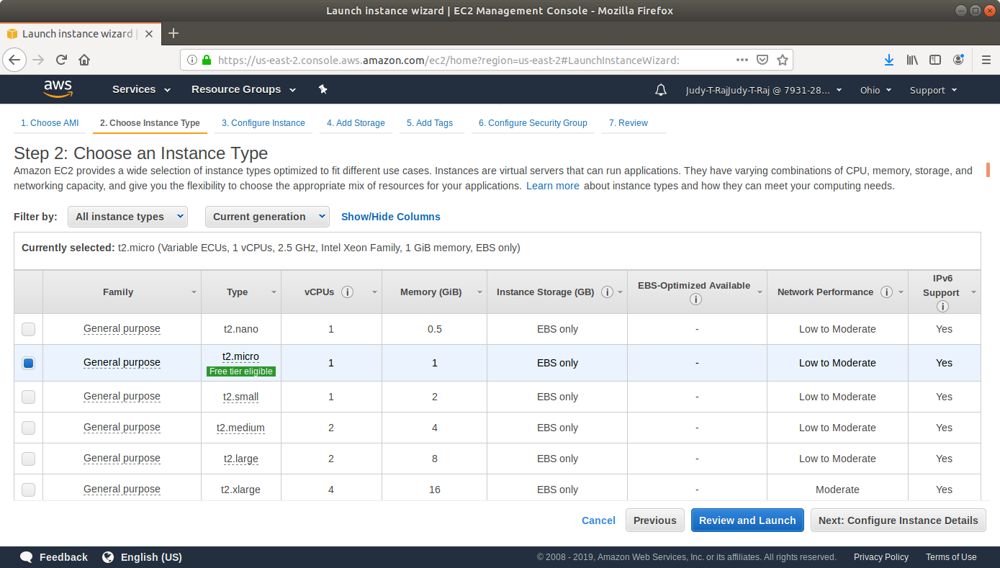 Launch instance wizard | EC2 Management Console - Mozilla Firefox
Launch instance wizard |
https://us-east-2.console.aws.amazon.com/ec2/home?region=us-east-2#LaunchInstanceWizard:
aws Services Resource Groups Judy-T-RajJudy-T-Raj @ 7931-28... Ohio Support
1. Choose AMI 2. Choose Instance Type 3. Configure Instance 4. Add Storage 5. Add Tags 6. Configure Security Group 7. Review
Step 2: Choose an Instance Type
Amazon EC2 provides a wide selection of instance types optimized to fit different use cases. Instances are virtual servers that can run applications. They have varying combinations of CPU, memory, storage, and
networking capacity, and give you the flexibility to choose the appropriate mix of resources for your applications. Learn more about instance types and how they can meet your computing needs.
Filter by: All instance types Current generation Show/Hide Columns
Currently selected: t2.micro (Variable ECUs, 1 vCPUs, 2.5 GHz, Intel Xeon Family, 1 GiB memory, EBS only)
Family Type vCPUs Memory (GiB) Instance Storage (GB) EBS-Optimized Available Network Performance IPv6
Support
General purpose t2.nano 1 0.5 EBS only - Low to Moderate Yes
General purpose t2.micro 1 1 EBS only - Low to Moderate Yes
Free tier eligible
General purpose t2.small 1 2 EBS only - Low to Moderate Yes
General purpose t2.medium 2 4 EBS only - Low to Moderate Yes
General purpose t2.large 2 8 EBS only - Low to Moderate Yes
General purpose t2.xlarge 4 16 EBS only - Moderate Yes
Cancel Previous Review and Launch Next: Configure Instance Details
Feedback English (US) © 2008 - 2019, Amazon Web Services, Inc. or its affiliates. All rights reserved. Privacy Policy Terms of Use